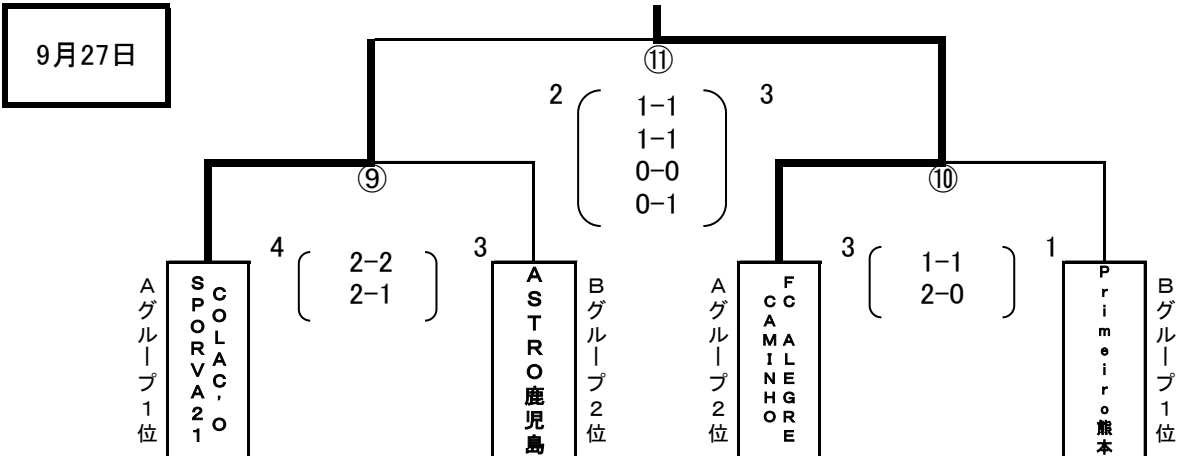 9月27日
⑪
2
1-1
3
1-1
0-0
0-1
⑨
⑩
4
2-2
3
2-1
3
1-1
1
2-0
Aグループ1位
COLAC'O
SPORVA21
ASTRO鹿児島
Bグループ2位
Aグループ2位
FC ALEGRE
CAMINHO
Primeiro熊本
Bグループ1位